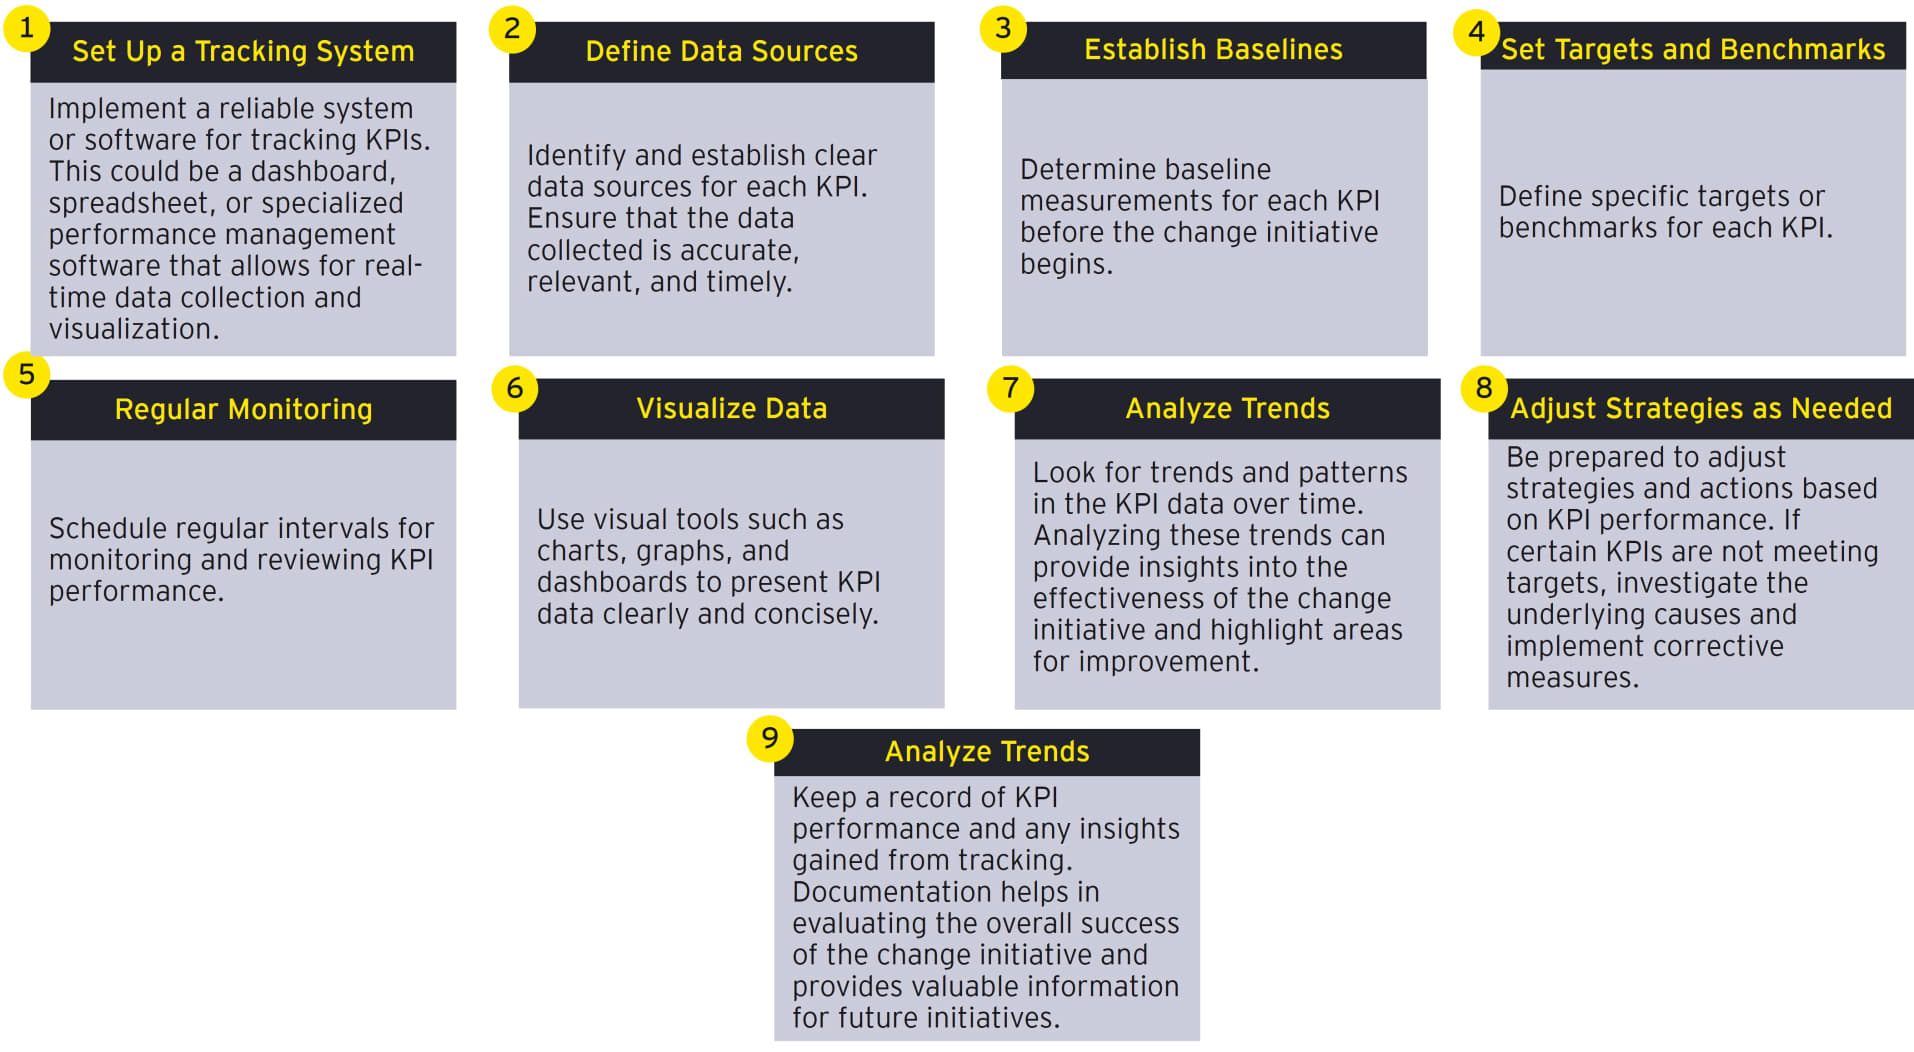 1
Set Up a Tracking System
Implement a reliable system
or software for tracking KPIs.
This could be a dashboard,
spreadsheet, or specialized
performance management
software that allows for real-
time data collection and
visualization.
2
Define Data Sources
Identify and establish clear
data sources for each KPI.
Ensure that the data
collected is accurate,
relevant, and timely.
3
Establish Baselines
Determine baseline
measurements for each KPI
before the change initiative
begins.
4
Set Targets and Benchmarks
Define specific targets or
benchmarks for each KPI.
5
Regular Monitoring
Schedule regular intervals for
monitoring and reviewing KPI
performance.
6
Visualize Data
Use visual tools such as
charts, graphs, and
dashboards to present KPI
data clearly and concisely.
7
Analyze Trends
Look for trends and patterns
in the KPI data over time.
Analyzing these trends can
provide insights into the
effectiveness of the change
initiative and highlight areas
for improvement.
8
Adjust Strategies as Needed
Be prepared to adjust
strategies and actions based
on KPI performance. If
certain KPIs are not meeting
targets, investigate the
underlying causes and
implement corrective
measures.
9
Analyze Trends
Keep a record of KPI
performance and any insights
gained from tracking.
Documentation helps in
evaluating the overall success
of the change initiative and
provides valuable information
for future initiatives.